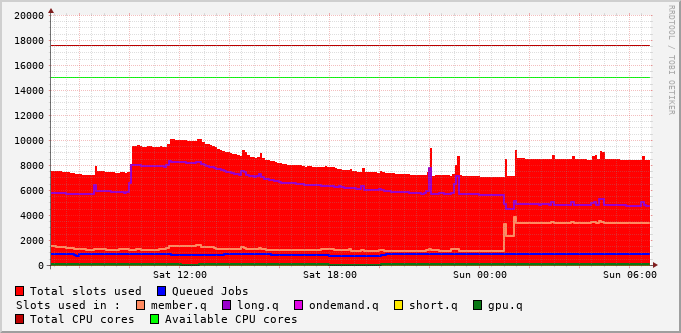 RRDTOOL / TOBI OETIKER
20000
18000
16000
14000
12000
10000
8000
6000
4000
2000
0
Sat 12:00 Sat 18:00 Sun 00:00 Sun 06:00
Total slots used Queued Jobs
Slots used in : member.q long.q ondemand.q short.q gpu.q
Total CPU cores Available CPU cores